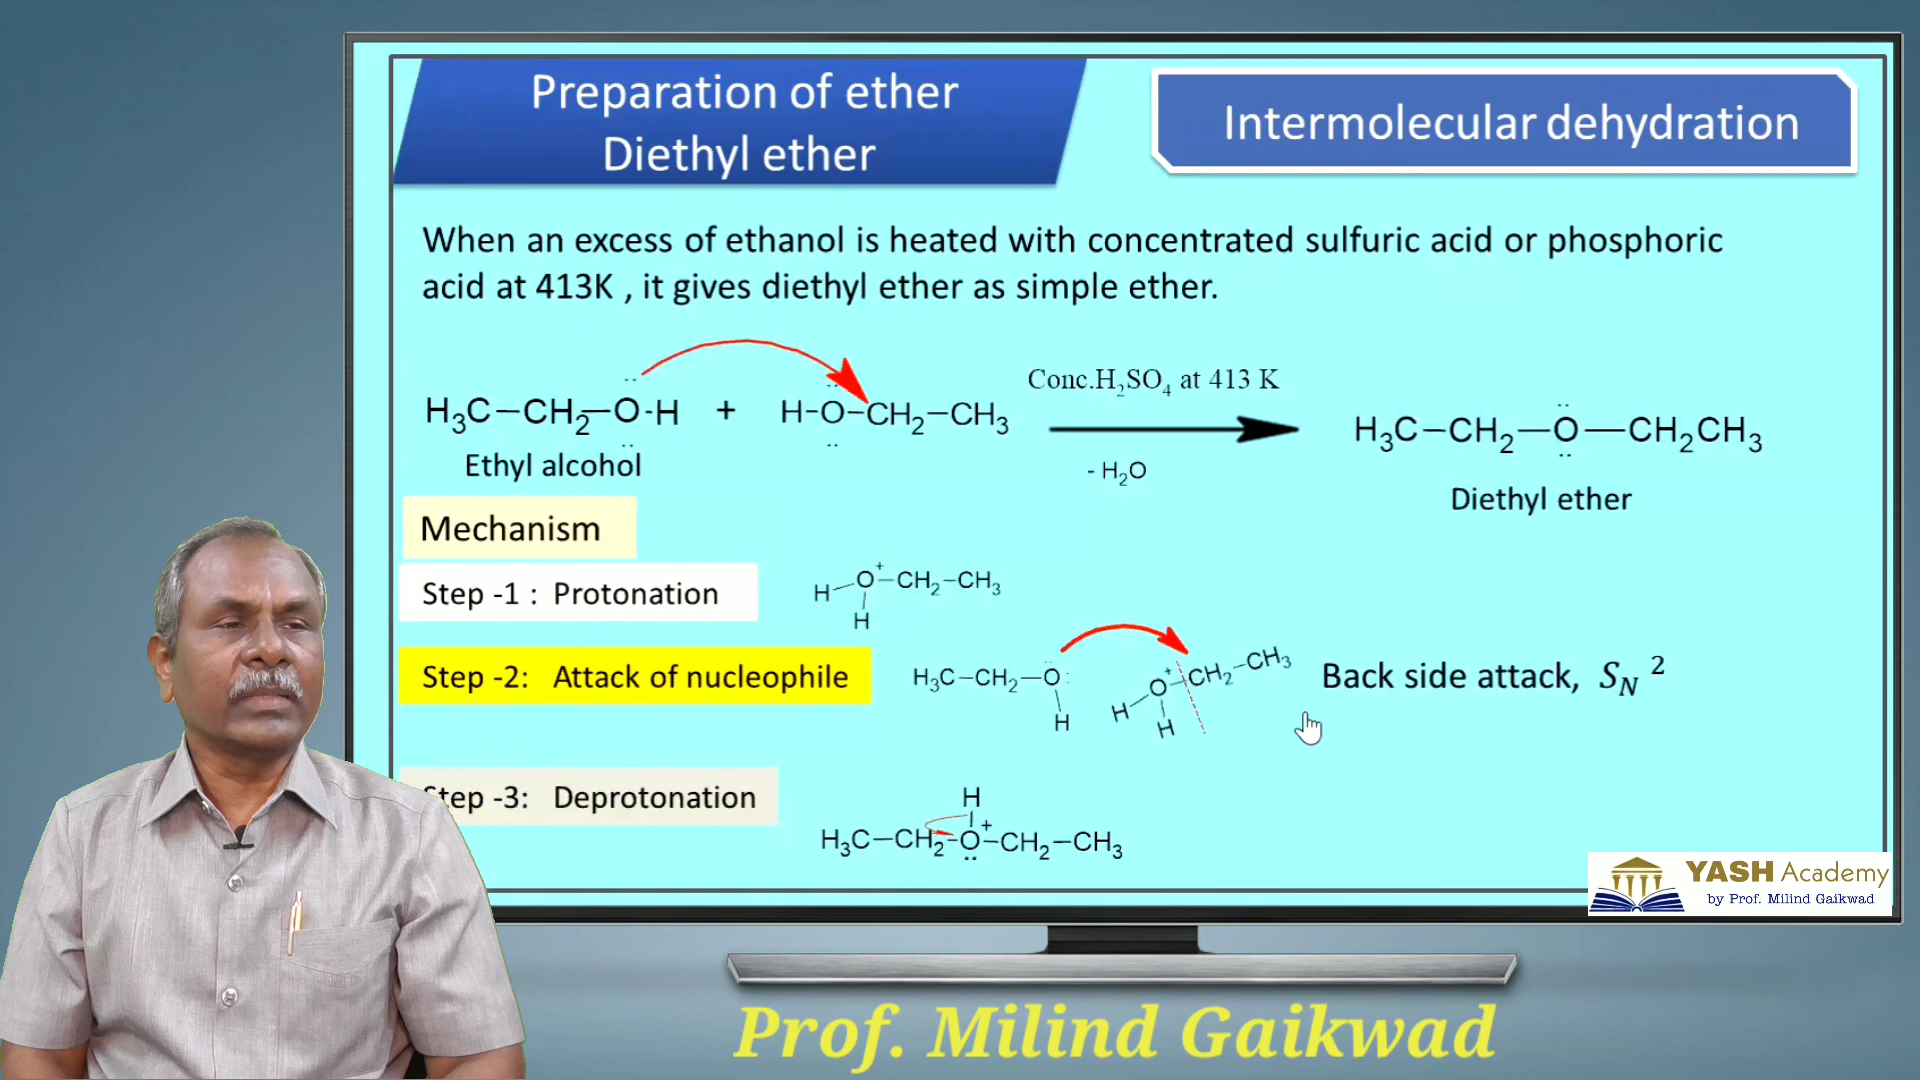 Preparation of ether
Diethyl ether
Intermolecular dehydration
When an excess of ethanol is heated with concentrated sulfuric acid or phosphoric
acid at 413K , it gives diethyl ether as simple ether.
H₃C—CH₂—O-H + H-O-CH₂-CH₃
Conc.H₂SO₄ at 413 K
- H₂O
H₃C—CH₂—O—CH₂CH₃
Ethyl alcohol
Diethyl ether
Mechanism
Step -1 : Protonation
H—O⁺—CH₂—CH₃
H
Step -2: Attack of nucleophile
H₃C—CH₂—O:
H
H—O⁺—CH₂—CH₃
H
Back side attack, S_N ²
Step -3: Deprotonation
H
H₃C—CH₂—O⁺—CH₂—CH₃
YASH Academy
by Prof. Milind Gaikwad
Prof. Milind Gaikwad